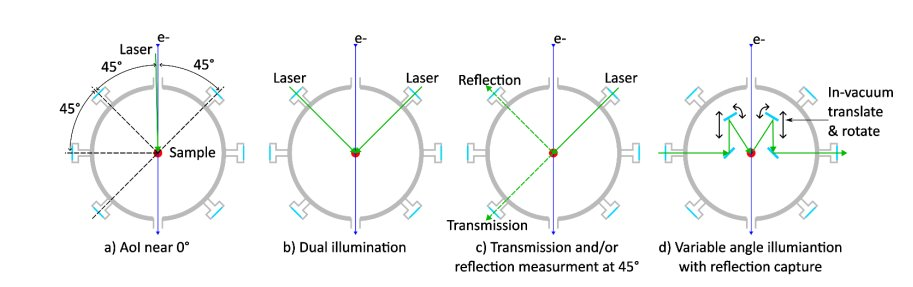 e-
Laser
45°
45°
45°
Sample
a) AoI near 0°
e-
Laser
Laser
b) Dual illumination
e-
Reflection
Laser
Transmission
c) Transmission and/or
reflection measurment at 45°
e-
In-vacuum
translate
& rotate
d) Variable angle illumiantion
with reflection capture